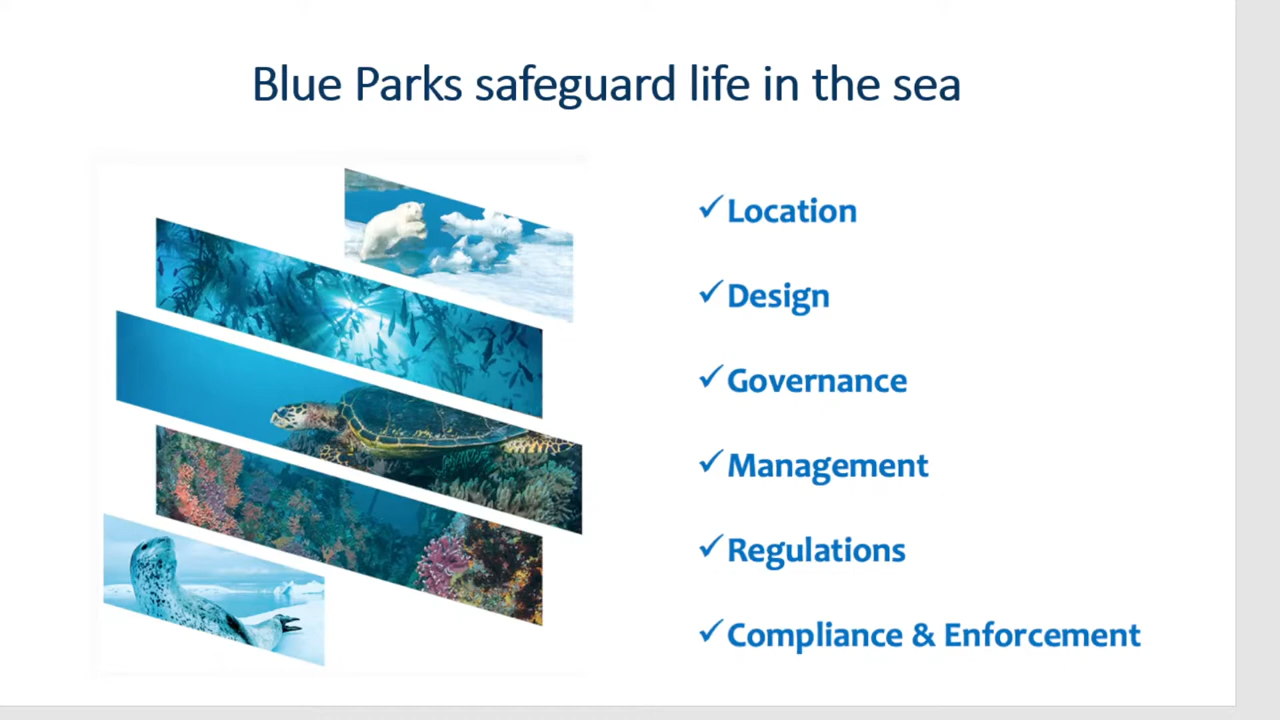 Blue Parks safeguard life in the sea
✓Location
✓Design
✓Governance
✓Management
✓Regulations
✓Compliance & Enforcement